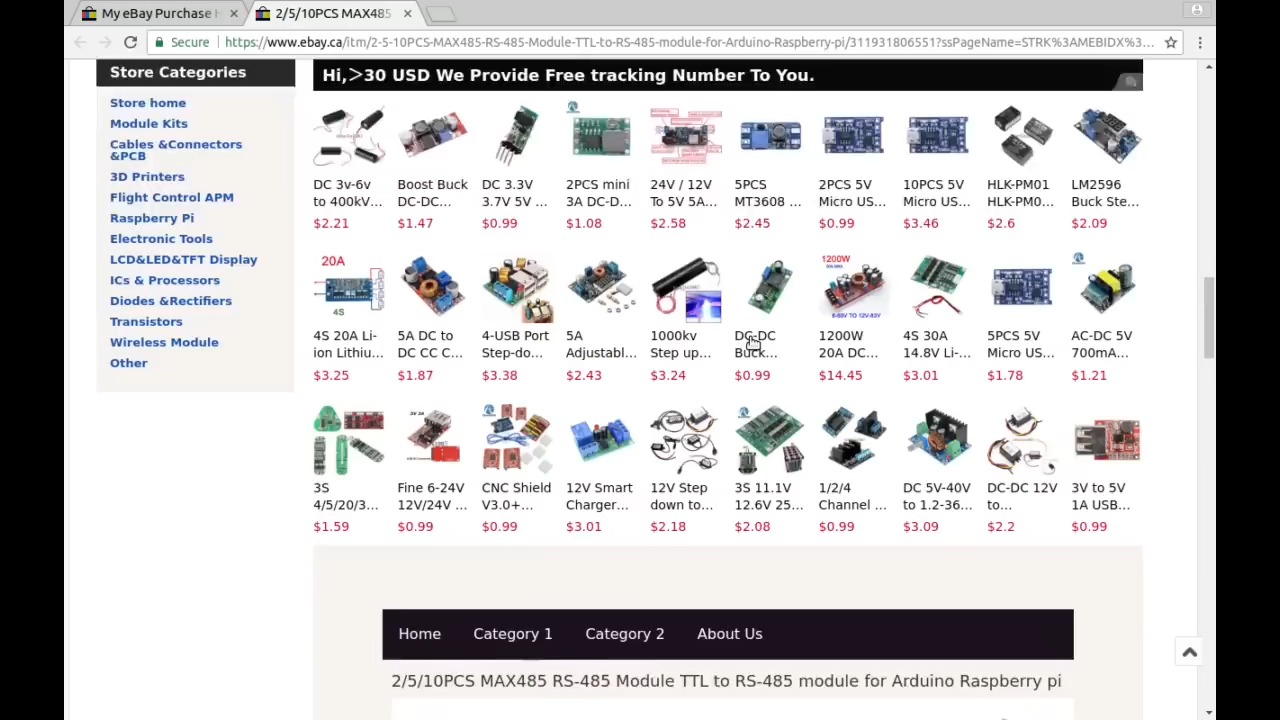 My eBay Purchase H
2/5/10PCS MAX485
Secure
https://www.ebay.ca/itm/2-5-10PCS-MAX485-RS-485-Module-TTL-to-RS-485-module-for-Arduino-Raspberry-pi/311931806551?ssPageName=STRK%3AMEBIDX%3...
Store Categories
Store home
Module Kits
Cables &Connectors
&PCB
3D Printers
Flight Control APM
Raspberry Pi
Electronic Tools
LCD&LED&TFT Display
ICs & Processors
Diodes &Rectifiers
Transistors
Wireless Module
Other
Hi,>30 USD We Provide Free tracking Number To You.
DC 3v-6v
to 400kV...
$2.21
Boost Buck
DC-DC...
$1.47
DC 3.3V
3.7V 5V ...
$0.99
2PCS mini
3A DC-D...
$1.08
24V / 12V
To 5V 5A...
$2.58
5PCS
MT3608 ...
$2.45
2PCS 5V
Micro US...
$0.99
10PCS 5V
Micro US...
$3.46
HLK-PM01
HLK-PM0...
$2.6
LM2596
Buck Ste...
$2.09
20A
4S
4S 20A Li-
ion Lithiu...
$3.25
5A DC to
DC CC C...
$1.87
4-USB Port
Step-do...
$3.38
5A
Adjustabl...
$2.43
1000kv
Step up...
$3.24
DC-DC
Buck...
$0.99
1200W
1200W
20A DC...
$14.45
4S 30A
14.8V Li-...
$3.01
5PCS 5V
Micro US...
$1.78
AC-DC 5V
700mA...
$1.21
3S
4/5/20/3...
$1.59
Fine 6-24V
12V/24V ...
$0.99
CNC Shield
V3.0+...
$0.99
12V Smart
Charger...
$3.01
12V Step
down to...
$2.18
3S 11.1V
12.6V 25...
$2.08
1/2/4
Channel ...
$0.99
DC 5V-40V
to 1.2-36...
$3.09
DC-DC 12V
to...
$2.2
3V to 5V
1A USB...
$0.99
Home
Category 1
Category 2
About Us
2/5/10PCS MAX485 RS-485 Module TTL to RS-485 module for Arduino Raspberry pi